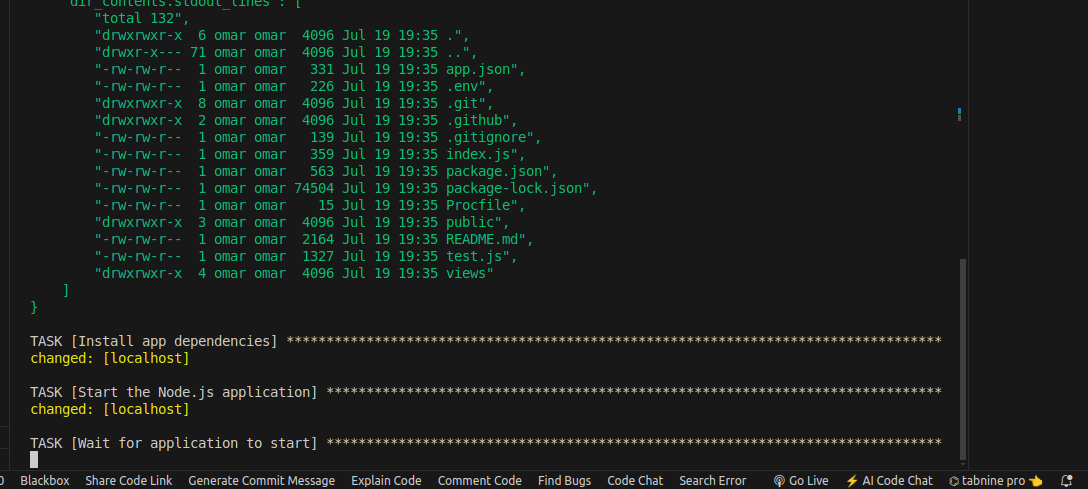 "dir_contents.stdout_lines": [
"total 132",
"drwxrwxr-x  6 omar omar  4096 Jul 19 19:35 .",
"drwxr-x--- 71 omar omar  4096 Jul 19 19:35 ..",
"-rw-rw-r--  1 omar omar   331 Jul 19 19:35 app.json",
"-rw-rw-r--  1 omar omar   226 Jul 19 19:35 .env",
"drwxrwxr-x  8 omar omar  4096 Jul 19 19:35 .git",
"drwxrwxr-x  2 omar omar  4096 Jul 19 19:35 .github",
"-rw-rw-r--  1 omar omar   139 Jul 19 19:35 .gitignore",
"-rw-rw-r--  1 omar omar   359 Jul 19 19:35 index.js",
"-rw-rw-r--  1 omar omar   563 Jul 19 19:35 package.json",
"-rw-rw-r--  1 omar omar 74504 Jul 19 19:35 package-lock.json",
"-rw-rw-r--  1 omar omar    15 Jul 19 19:35 Procfile",
"drwxrwxr-x  3 omar omar  4096 Jul 19 19:35 public",
"-rw-rw-r--  1 omar omar  2164 Jul 19 19:35 README.md",
"-rw-rw-r--  1 omar omar  1327 Jul 19 19:35 test.js",
"drwxrwxr-x  4 omar omar  4096 Jul 19 19:35 views"
]
}
TASK [Install app dependencies] **********************************************************************************
changed: [localhost]
TASK [Start the Node.js application] *****************************************************************************
changed: [localhost]
TASK [Wait for application to start] *****************************************************************************
0 Blackbox Share Code Link Generate Commit Message Explain Code Comment Code Find Bugs Code Chat Search Error Go Live ⚡ AI Code Chat tabnine pro 👈